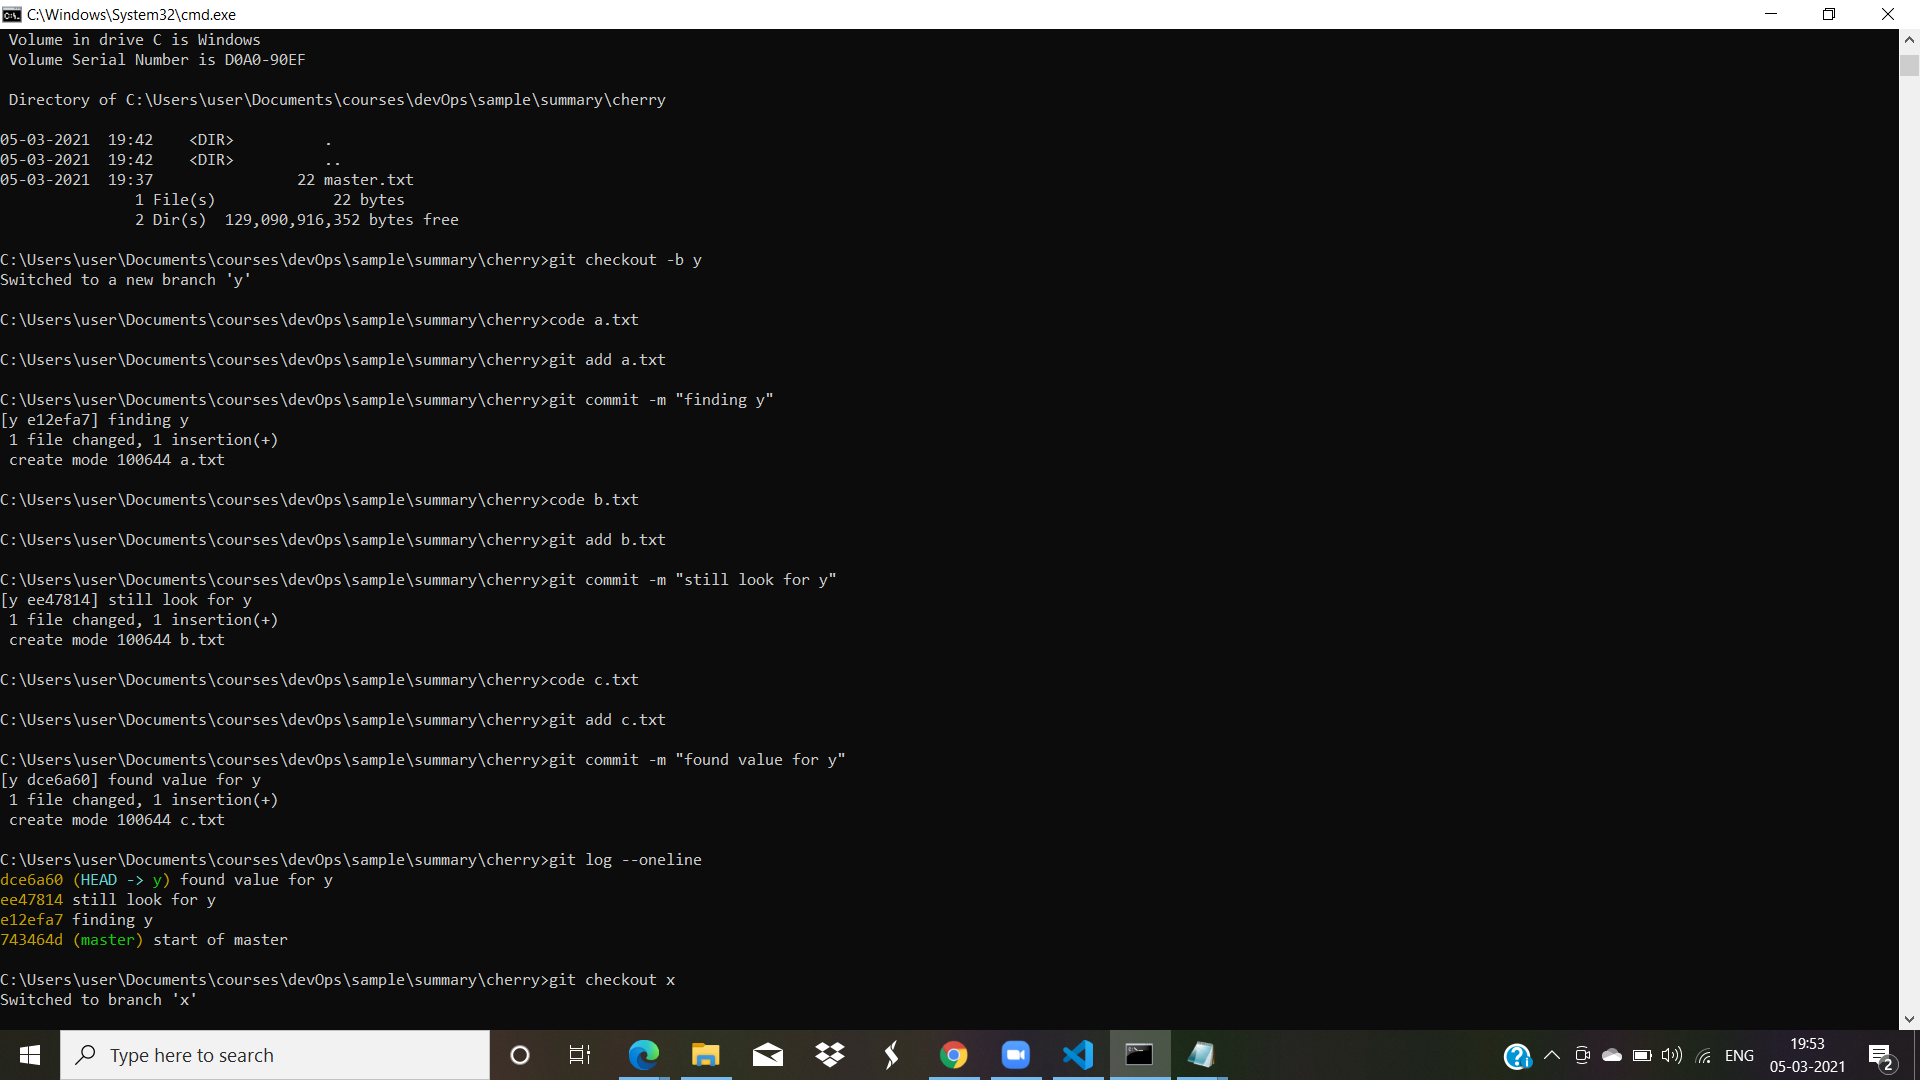 C:\Windows\System32\cmd.exe
Volume in drive C is Windows
Volume Serial Number is D0A0-90EF
Directory of C:\Users\user\Documents\courses\devOps\sample\summary\cherry
05-03-2021  19:42    <DIR>          .
05-03-2021  19:42    <DIR>          ..
05-03-2021  19:37                22 master.txt
1 File(s)             22 bytes
2 Dir(s)  129,090,916,352 bytes free
C:\Users\user\Documents\courses\devOps\sample\summary\cherry>git checkout -b y
Switched to a new branch 'y'
C:\Users\user\Documents\courses\devOps\sample\summary\cherry>code a.txt
C:\Users\user\Documents\courses\devOps\sample\summary\cherry>git add a.txt
C:\Users\user\Documents\courses\devOps\sample\summary\cherry>git commit -m "finding y"
[y e12efa7] finding y
1 file changed, 1 insertion(+)
create mode 100644 a.txt
C:\Users\user\Documents\courses\devOps\sample\summary\cherry>code b.txt
C:\Users\user\Documents\courses\devOps\sample\summary\cherry>git add b.txt
C:\Users\user\Documents\courses\devOps\sample\summary\cherry>git commit -m "still look for y"
[y ee47814] still look for y
1 file changed, 1 insertion(+)
create mode 100644 b.txt
C:\Users\user\Documents\courses\devOps\sample\summary\cherry>code c.txt
C:\Users\user\Documents\courses\devOps\sample\summary\cherry>git add c.txt
C:\Users\user\Documents\courses\devOps\sample\summary\cherry>git commit -m "found value for y"
[y dce6a60] found value for y
1 file changed, 1 insertion(+)
create mode 100644 c.txt
C:\Users\user\Documents\courses\devOps\sample\summary\cherry>git log --oneline
dce6a60 (HEAD -> y) found value for y
ee47814 still look for y
e12efa7 finding y
743464d (master) start of master
C:\Users\user\Documents\courses\devOps\sample\summary\cherry>git checkout x
Switched to branch 'x'
Type here to search
ENG
19:53
05-03-2021
2